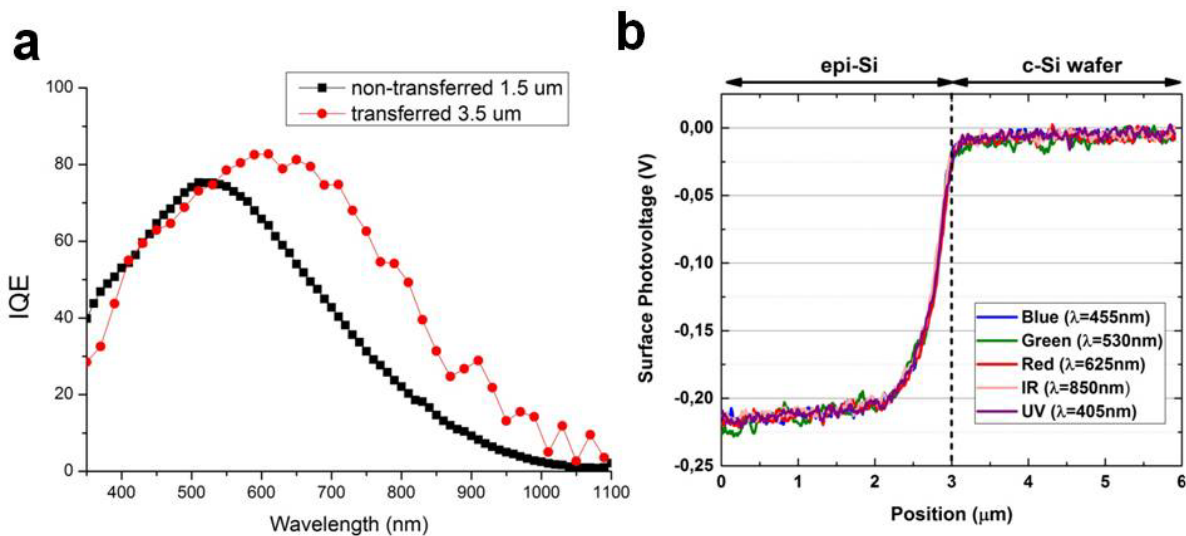 a
non-transferred 1.5 um
transferred 3.5 um
100
80
60
40
20
0
IQE
400 500 600 700 800 900 1000 1100
Wavelength (nm)
b
epi-Si c-Si wafer
0,00
-0,05
-0,10
-0,15
-0,20
-0,25
Surface Photovoltage (V)
Blue (λ=455nm)
Green (λ=530nm)
Red (λ=625nm)
IR (λ=850nm)
UV (λ=405nm)
0 1 2 3 4 5 6
Position (μm)